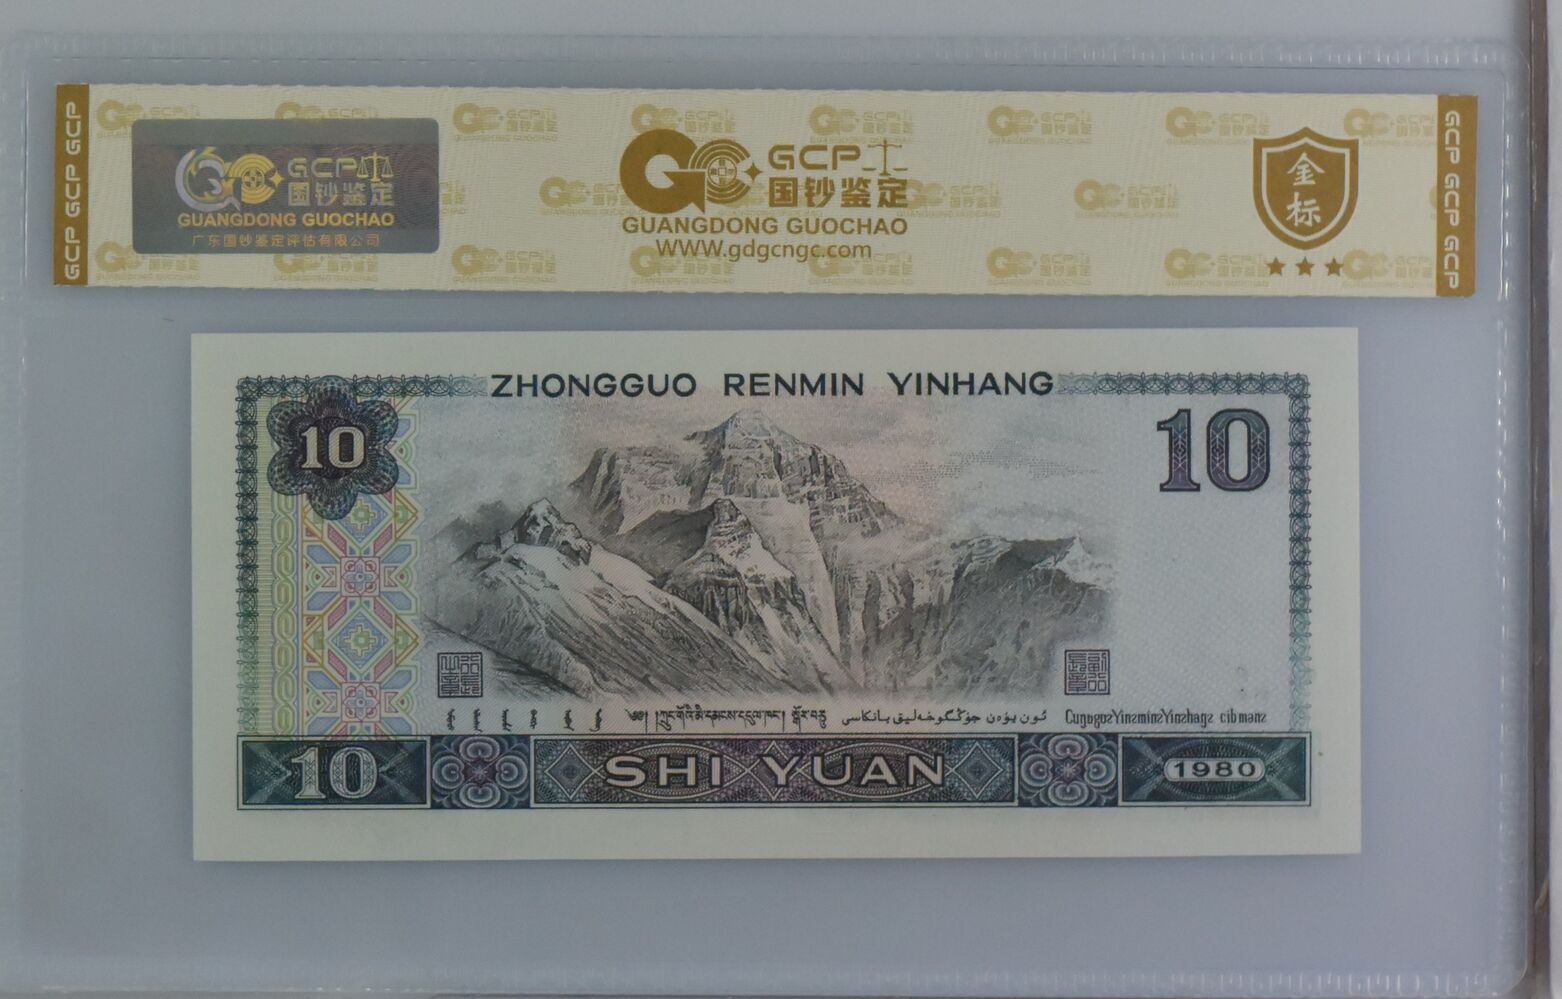 GCP GCP GCP
GCP 国钞鉴定
GUANGDONG GUOCHAO
广东国钞鉴定评估有限公司
GCP 国钞鉴定
GUANGDONG GUOCHAO
WWW.gdgcngc.com
金标
GCP GCP GCP
ZHONGGUO RENMIN YINHANG
10
10
10
SHI YUAN
1980